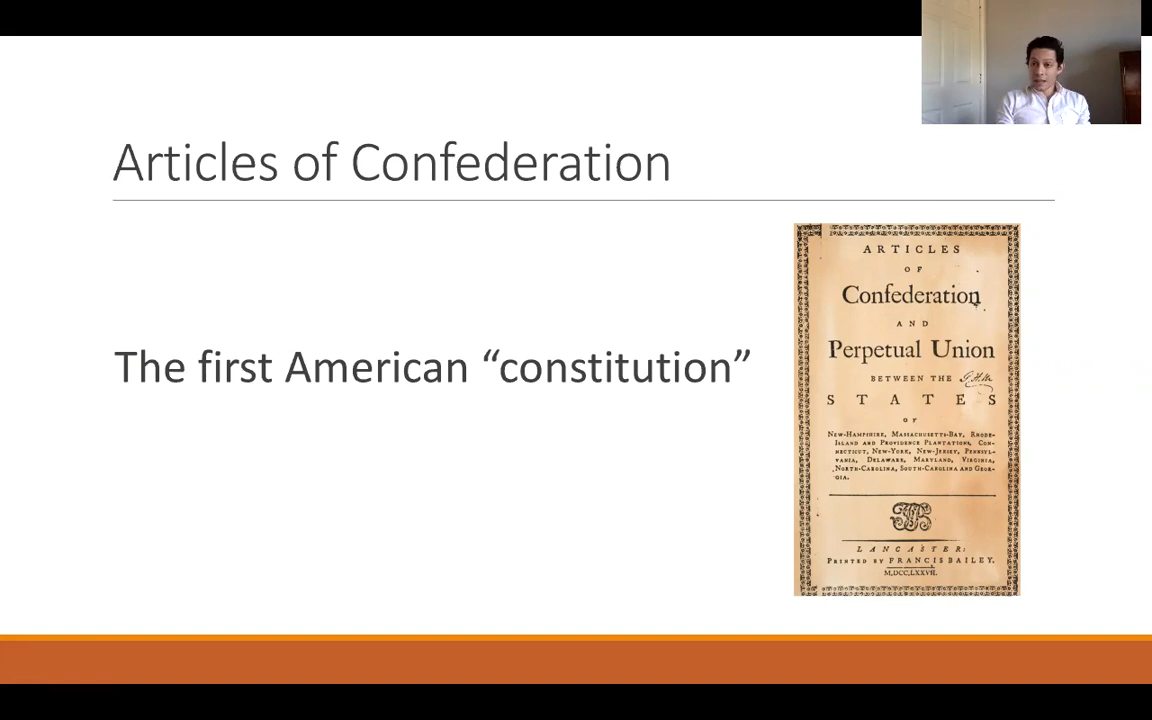 Articles of Confederation
The first American “constitution”
ARTICLES
OF
Confederation
AND
Perpetual Union
BETWEEN THE
STATES
OF
New-Hampshire, Massachusetts-Bay, Rhode-
Island and Providence Plantations, Con-
necticut, New-York, New-Jersey, Pennsyl-
vania, Delaware, Maryland, Virginia,
North-Carolina, South-Carolina and Geor-
gia.
LANCASTER:
Printed by FRANCIS BAILEY.
M,DCC,LXXVII.